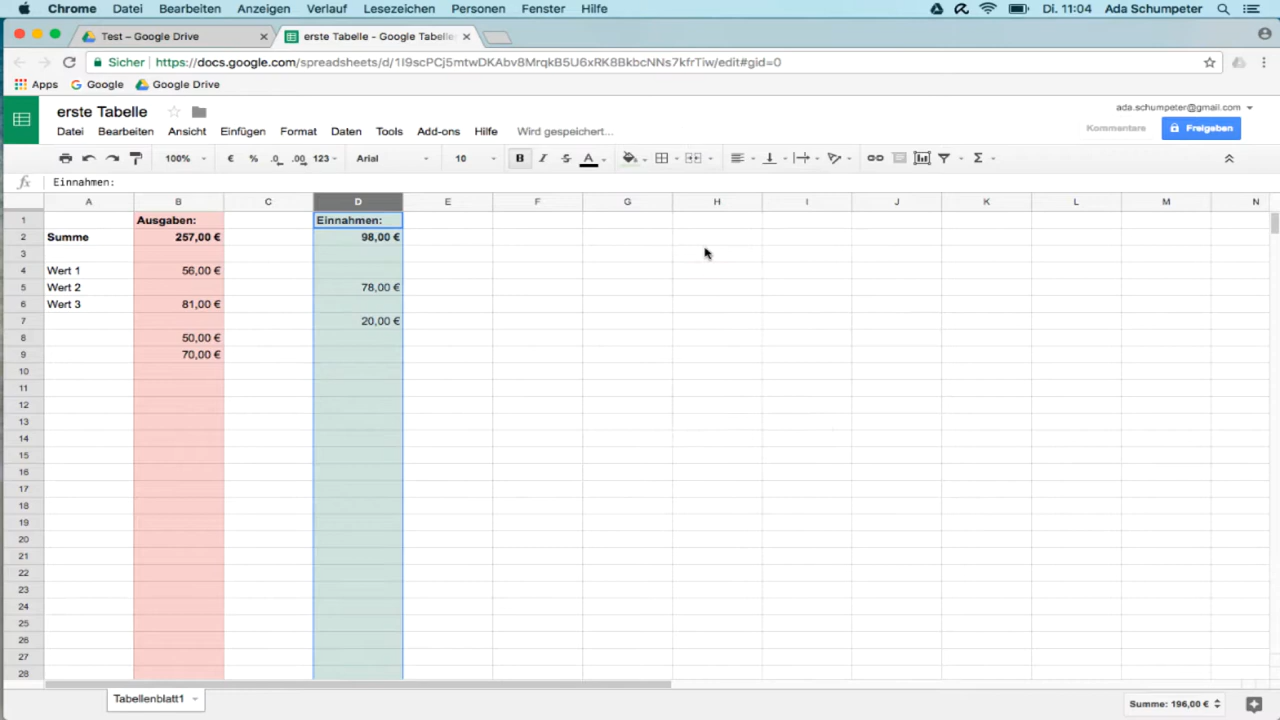 Chrome Datei Bearbeiten Anzeigen Verlauf Lesezeichen Personen Fenster Hilfe Di. 11:04 Ada Schumpeter
Test – Google Drive × erste Tabelle - Google Tabelle ×
Sicher https://docs.google.com/spreadsheets/d/1I9scPCj5mtwDKAbv8MrqkB5U6xRK8BkbcNNs7kfrTiw/edit#gid=0
Apps Google Google Drive
erste Tabelle ada.schumpeter@gmail.com
Datei Bearbeiten Ansicht Einfügen Format Daten Tools Add-ons Hilfe Wird gespeichert... Kommentare Freigeben
100% € % .0 .00 123 Arial 10 B I S A Σ
fx Einnahmen:
A B C D E F G H I J K L M N
1 Ausgaben: Einnahmen:
2 Summe 257,00 € 98,00 €
3
4 Wert 1 56,00 €
5 Wert 2 78,00 €
6 Wert 3 81,00 €
7 20,00 €
8 50,00 €
9 70,00 €
10
11
12
13
14
15
16
17
18
19
20
21
22
23
24
25
26
27
28
Tabellenblatt1 Summe: 196,00 €